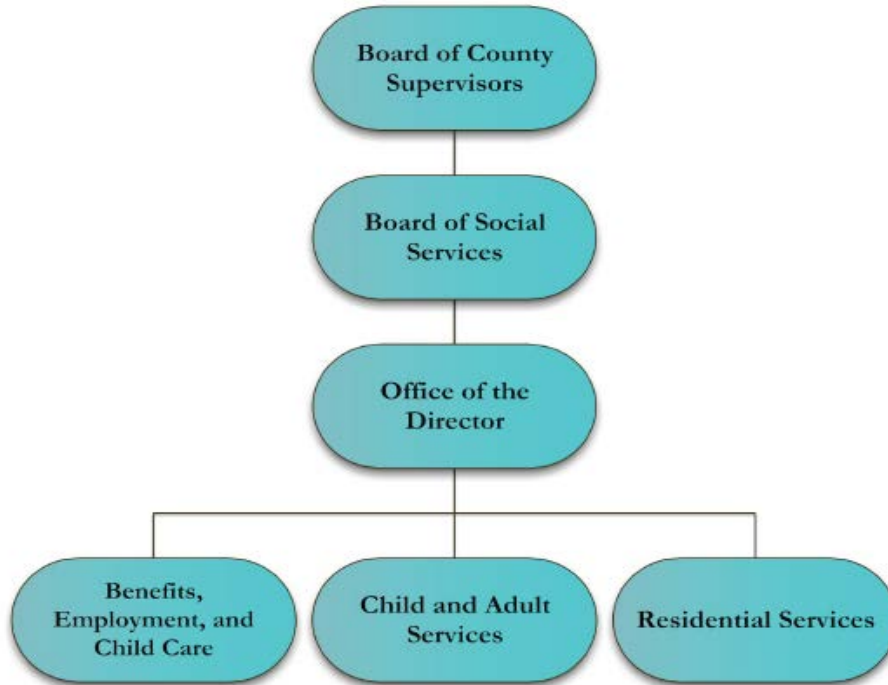 Board of County
Supervisors
Board of Social
Services
Office of the
Director
Benefits,
Employment, and
Child Care
Child and Adult
Services
Residential Services